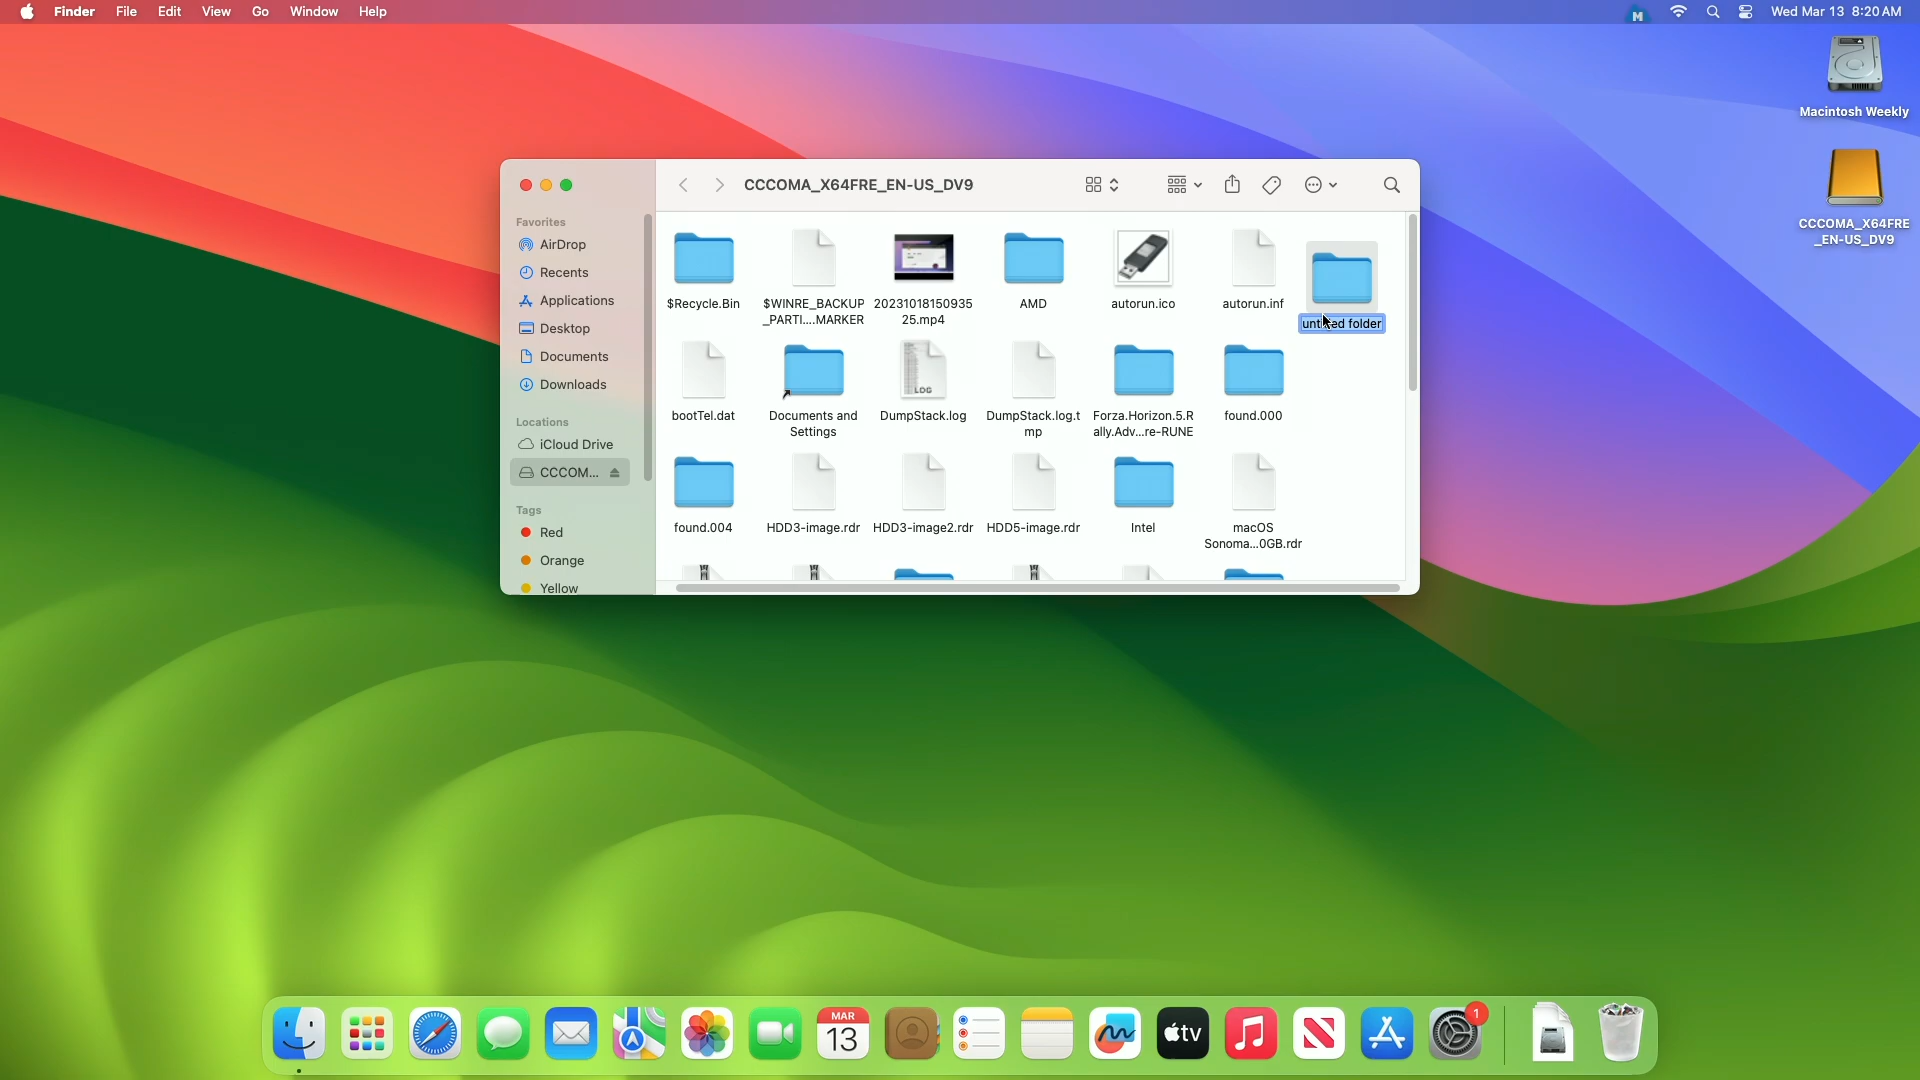 Finder File Edit View Go Window Help
Wed Mar 13 8:20 AM
Macintosh Weekly
CCCOMA_X64FRE
_EN-US_DV9
CCCOMA_X64FRE_EN-US_DV9
Favorites
AirDrop
Recents
Applications
Desktop
Documents
Downloads
Locations
iCloud Drive
CCCOM...
Tags
Red
Orange
Yellow
$Recycle.Bin
$WINRE_BACKUP
_PARTI....MARKER
20231018150935
25.mp4
AMD
autorun.ico
autorun.inf
untitled folder
bootTel.dat
Documents and
Settings
LOG
DumpStack.log
DumpStack.log.t
mp
Forza.Horizon.5.R
ally.Adv...re-RUNE
found.000
found.004
HDD3-image.rdr
HDD3-image2.rdr
HDD5-image.rdr
Intel
macOS
Sonoma...0GB.rdr
MAR
13
tv
1